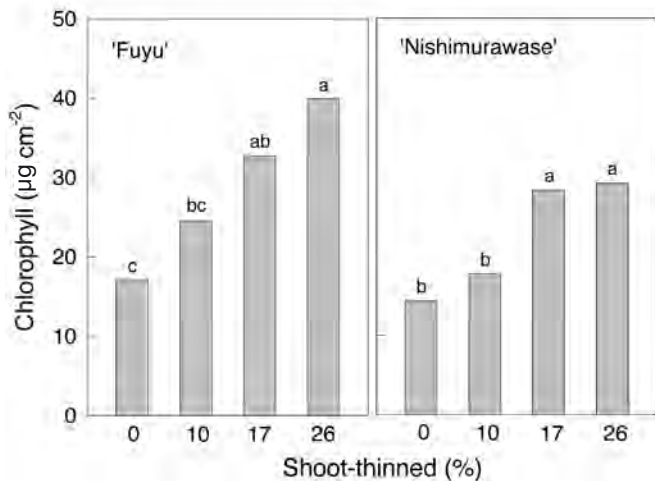 50
40
30
20
10
0
Chlorophyll (µg cm⁻²)
'Fuyu'
c
bc
ab
a
0 10 17 26
'Nishimurawase'
b
b
a
a
0 10 17 26
Shoot-thinned (%)